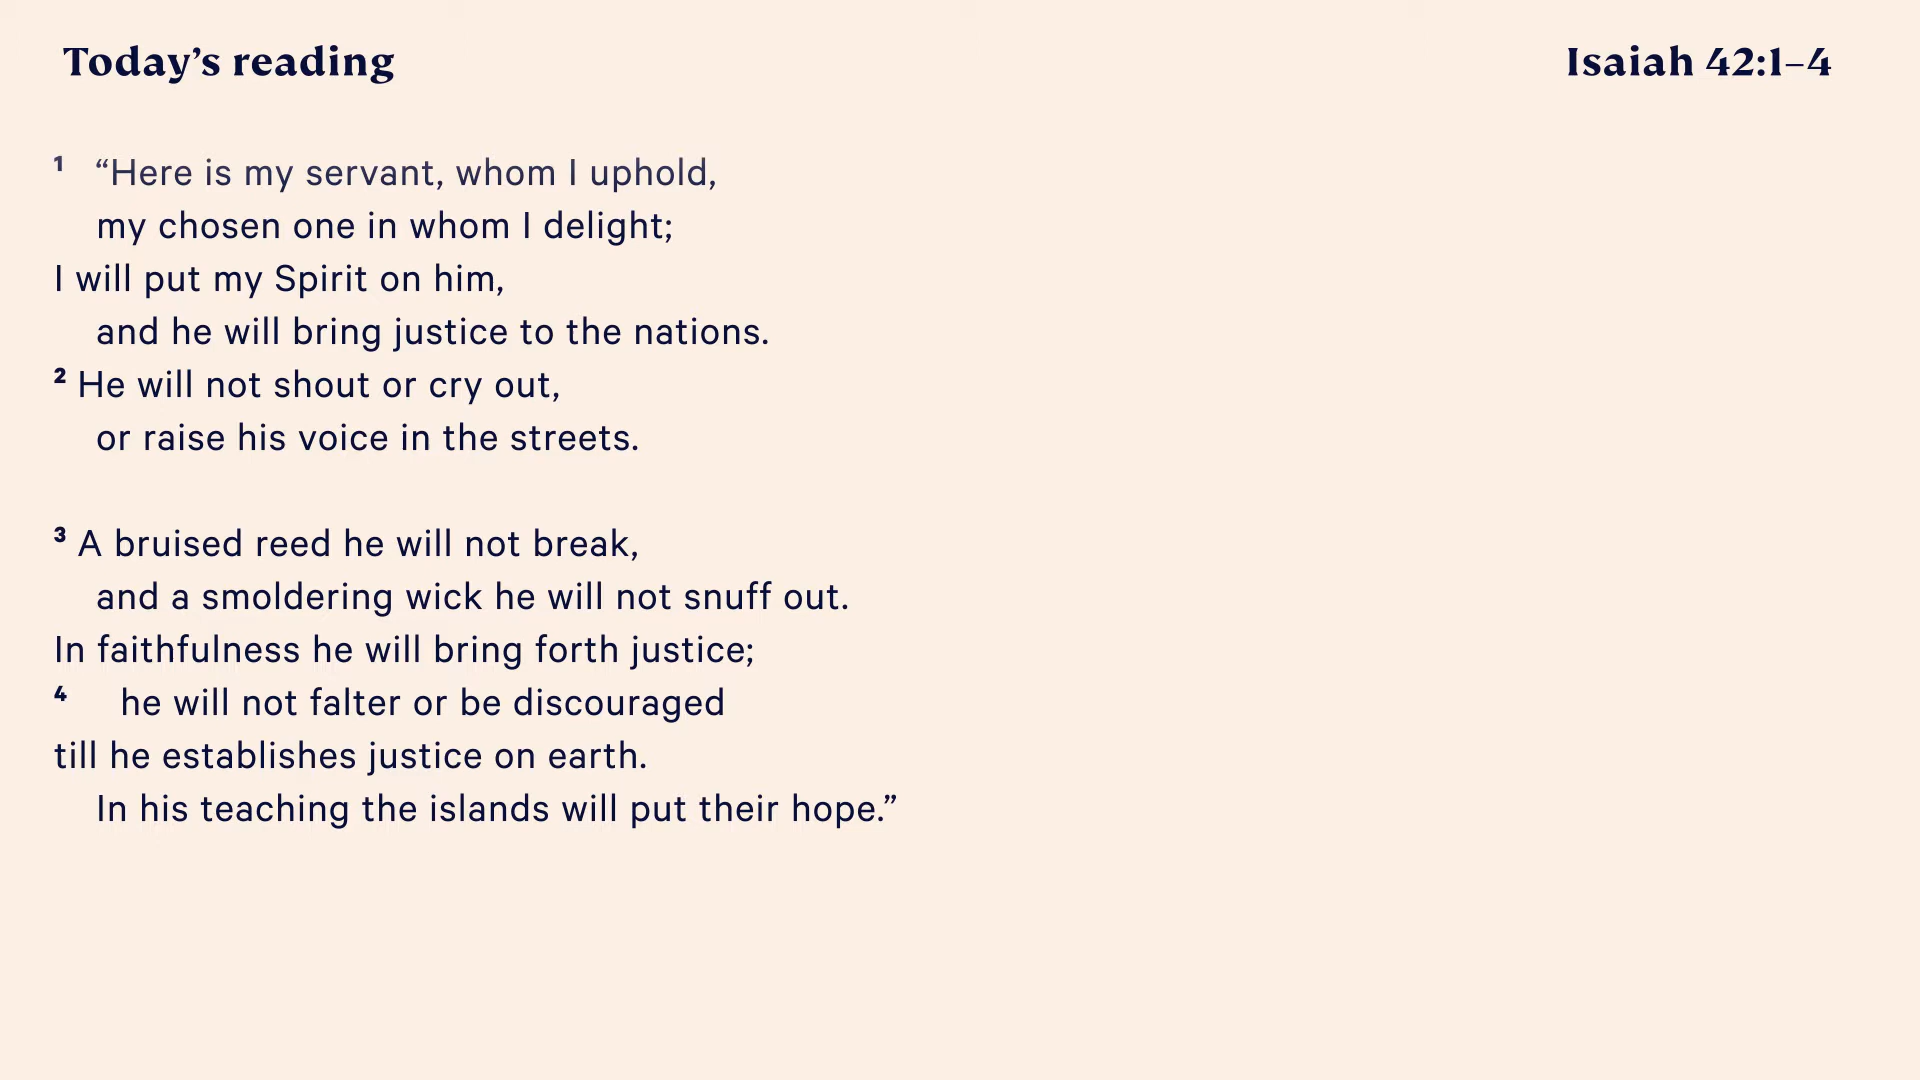 Today’s reading
Isaiah 42:1–4
1 “Here is my servant, whom I uphold,
my chosen one in whom I delight;
I will put my Spirit on him,
and he will bring justice to the nations.
2 He will not shout or cry out,
or raise his voice in the streets.
3 A bruised reed he will not break,
and a smoldering wick he will not snuff out.
In faithfulness he will bring forth justice;
4 he will not falter or be discouraged
till he establishes justice on earth.
In his teaching the islands will put their hope.”